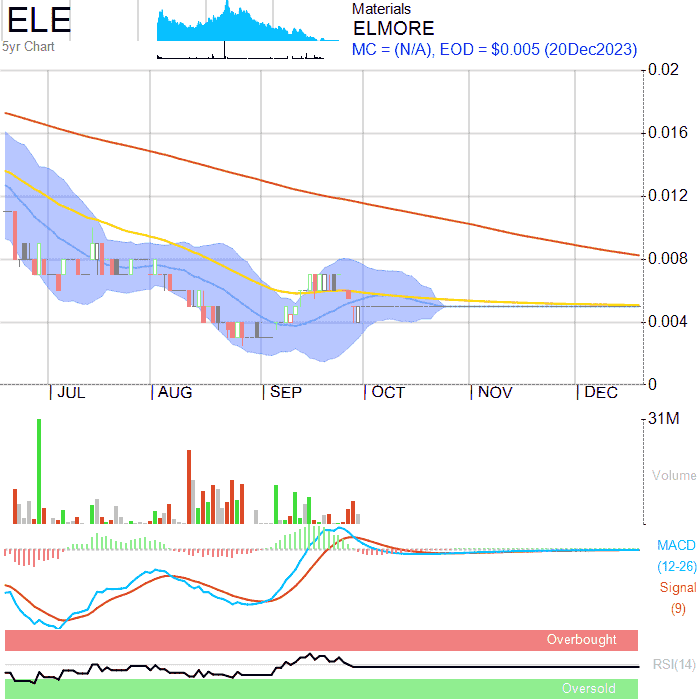 ELE
5yr Chart
Materials
ELMORE
MC = (N/A), EOD = $0.005 (20Dec2023)
0.02
0.016
0.012
0.008
0.004
0
JUL AUG SEP OCT NOV DEC
31M
Volume
MACD
(12-26)
Signal
(9)
Overbought
RSI(14)
Oversold